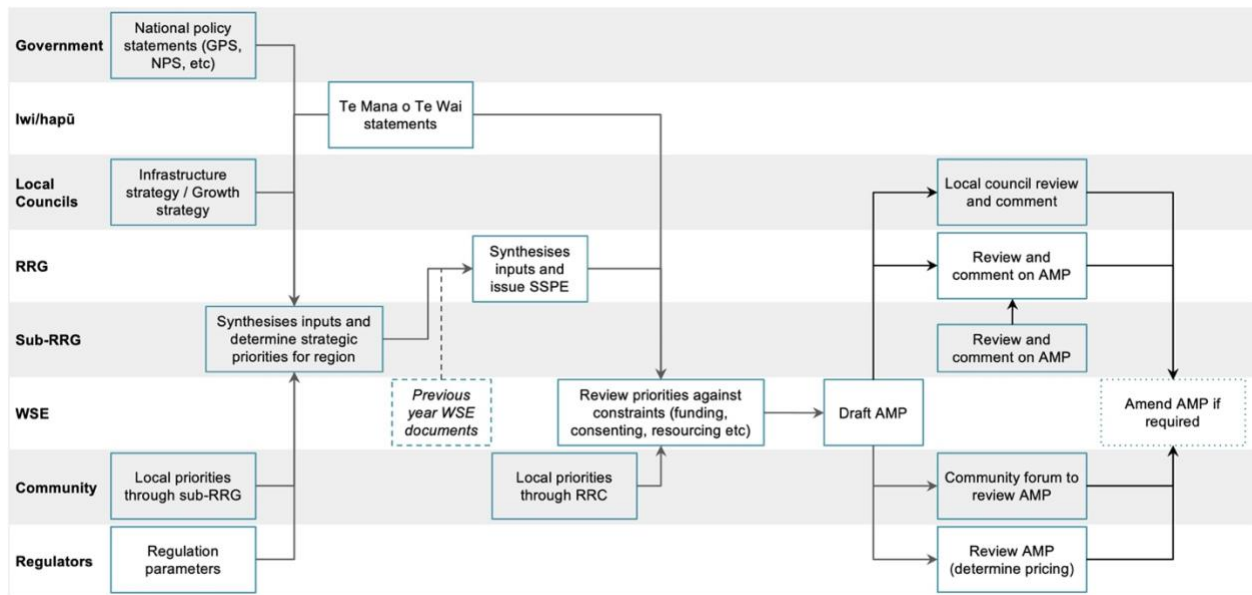 Government
National policy
statements (GPS,
NPS, etc)
Iwi/hapū
Te Mana o Te Wai
statements
Local
Councils
Infrastructure
strategy / Growth
strategy
Local council review
and comment
RRG
Synthesises
inputs and
issue SSPE
Review and
comment on AMP
Sub-RRG
Synthesises inputs and
determine strategic
priorities for region
Review and
comment on AMP
WSE
Previous
year WSE
documents
Review priorities against
constraints (funding,
consenting, resourcing etc)
Draft AMP
Amend AMP if
required
Community
Local priorities
through sub-RRG
Local priorities
through RRC
Community forum to
review AMP
Regulators
Regulation
parameters
Review AMP
(determine pricing)